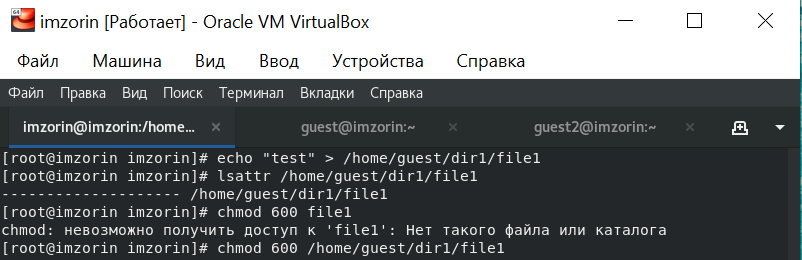 64
imzorin [Работает] - Oracle VM VirtualBox
Файл Машина Вид Ввод Устройства Справка
Файл Правка Вид Поиск Терминал Вкладки Справка
imzorin@imzorin:/home... × guest@imzorin:~ × guest2@imzorin:~ ×
[root@imzorin imzorin]# echo "test" > /home/guest/dir1/file1
[root@imzorin imzorin]# lsattr /home/guest/dir1/file1
-------------------- /home/guest/dir1/file1
[root@imzorin imzorin]# chmod 600 file1
chmod: невозможно получить доступ к 'file1': Нет такого файла или каталога
[root@imzorin imzorin]# chmod 600 /home/guest/dir1/file1